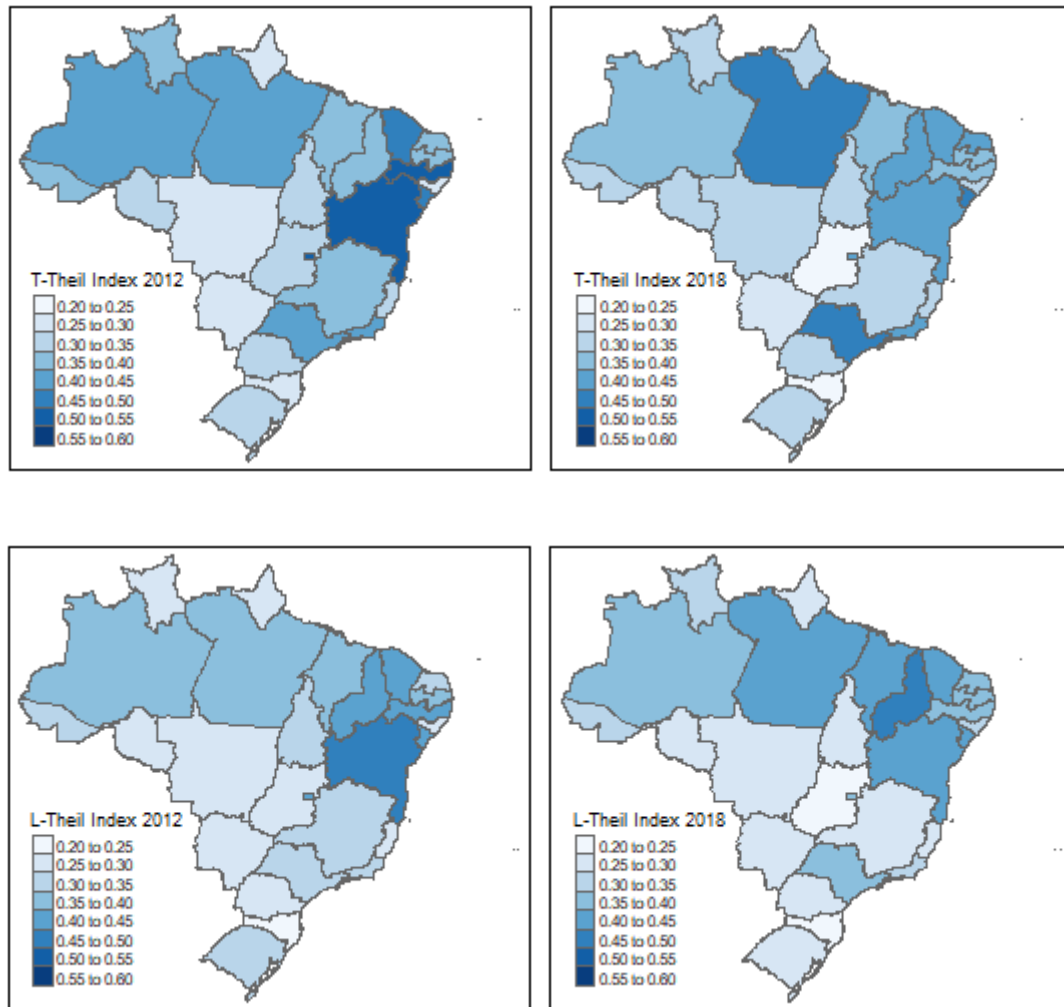 T-Theil Index 2012
0.20 to 0.25
0.25 to 0.30
0.30 to 0.35
0.35 to 0.40
0.40 to 0.45
0.45 to 0.50
0.50 to 0.55
0.55 to 0.60
T-Theil Index 2018
0.20 to 0.25
0.25 to 0.30
0.30 to 0.35
0.35 to 0.40
0.40 to 0.45
0.45 to 0.50
0.50 to 0.55
0.55 to 0.60
L-Theil Index 2012
0.20 to 0.25
0.25 to 0.30
0.30 to 0.35
0.35 to 0.40
0.40 to 0.45
0.45 to 0.50
0.50 to 0.55
0.55 to 0.60
L-Theil Index 2018
0.20 to 0.25
0.25 to 0.30
0.30 to 0.35
0.35 to 0.40
0.40 to 0.45
0.45 to 0.50
0.50 to 0.55
0.55 to 0.60